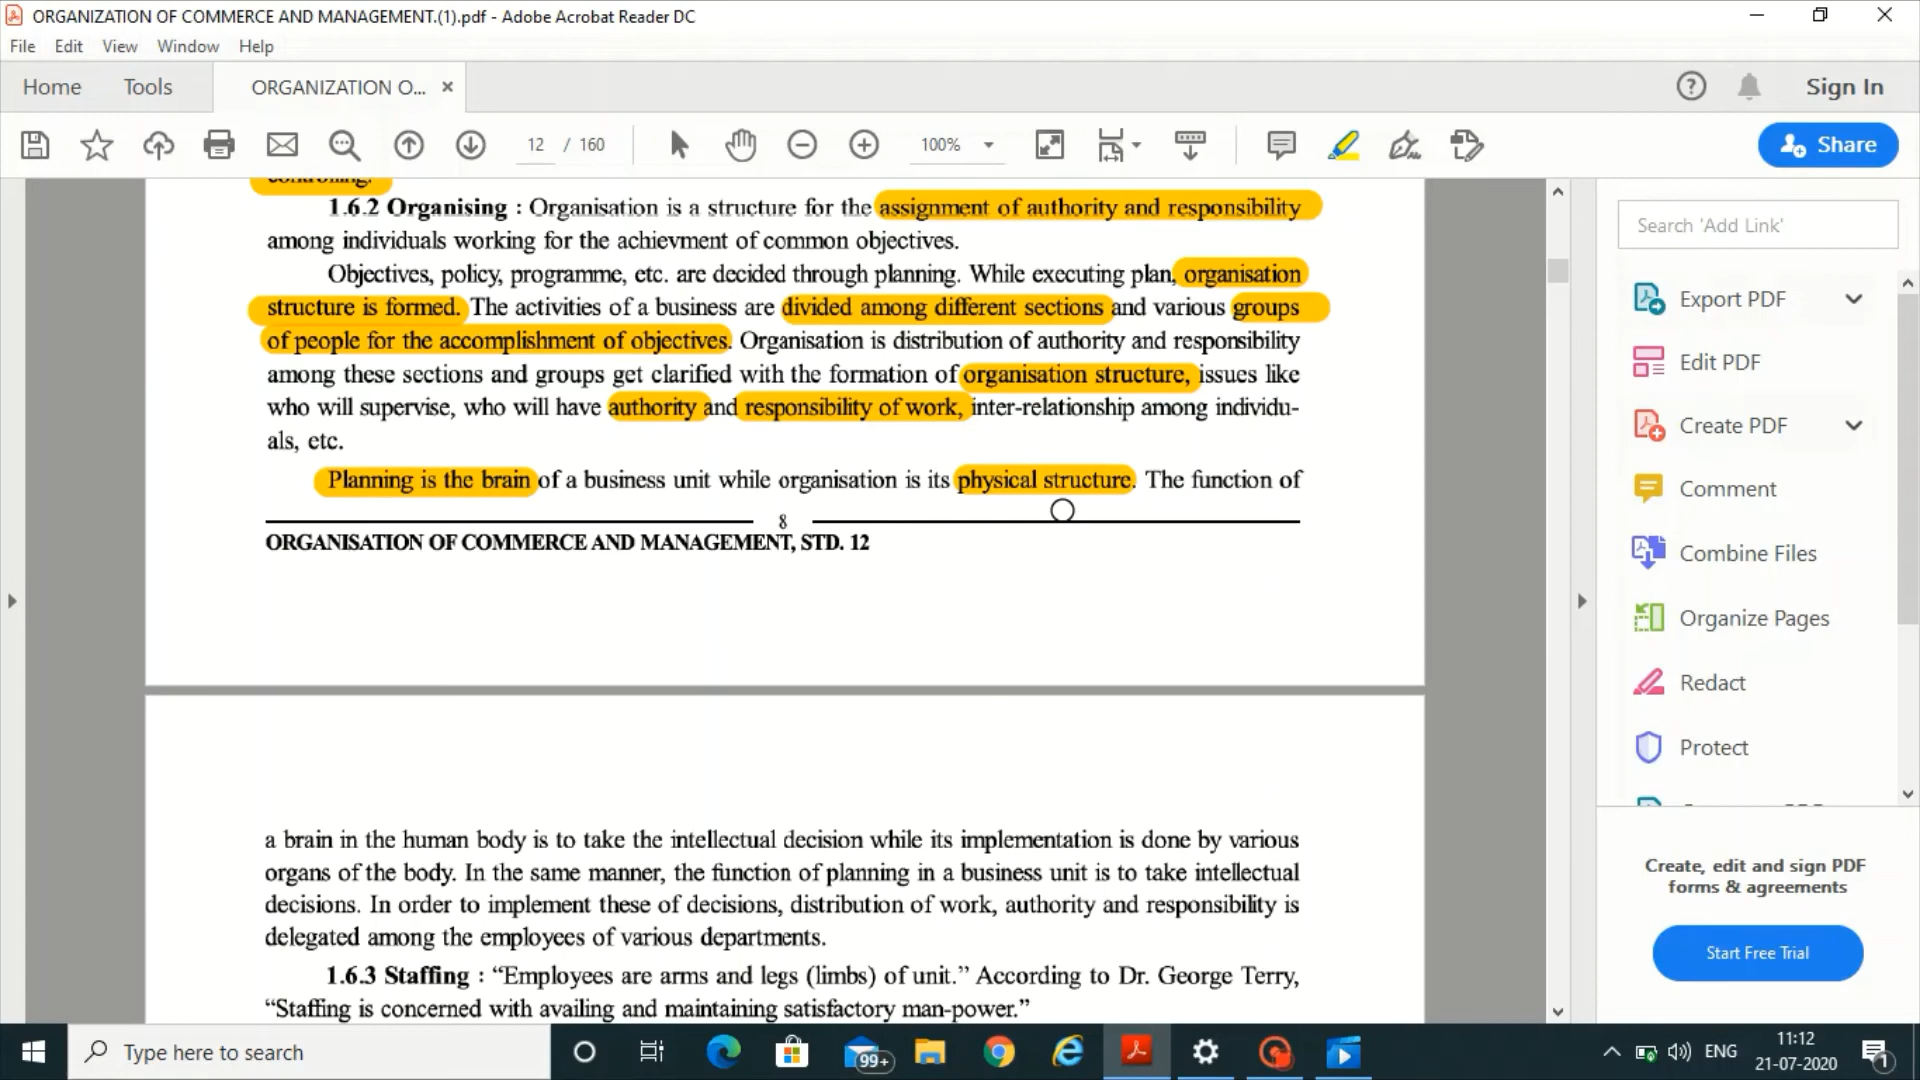 ORGANIZATION OF COMMERCE AND MANAGEMENT.(1).pdf - Adobe Acrobat Reader DC
File Edit View Window Help
Home Tools ORGANIZATION O... × Sign In
12 / 160 100% Share
controlling.
1.6.2 Organising : Organisation is a structure for the assignment of authority and responsibility
among individuals working for the achievment of common objectives.
Objectives, policy, programme, etc. are decided through planning. While executing plan, organisation
structure is formed. The activities of a business are divided among different sections and various groups
of people for the accomplishment of objectives. Organisation is distribution of authority and responsibility
among these sections and groups get clarified with the formation of organisation structure, issues like
who will supervise, who will have authority and responsibility of work, inter-relationship among individu-
als, etc.
Planning is the brain of a business unit while organisation is its physical structure. The function of
8
ORGANISATION OF COMMERCE AND MANAGEMENT, STD. 12
a brain in the human body is to take the intellectual decision while its implementation is done by various
organs of the body. In the same manner, the function of planning in a business unit is to take intellectual
decisions. In order to implement these of decisions, distribution of work, authority and responsibility is
delegated among the employees of various departments.
1.6.3 Staffing : “Employees are arms and legs (limbs) of unit.” According to Dr. George Terry,
“Staffing is concerned with availing and maintaining satisfactory man-power.”
Search 'Add Link'
Export PDF
Edit PDF
Create PDF
Comment
Combine Files
Organize Pages
Redact
Protect
Create, edit and sign PDF
forms & agreements
Start Free Trial
Type here to search
99+
ENG
11:12
21-07-2020
1